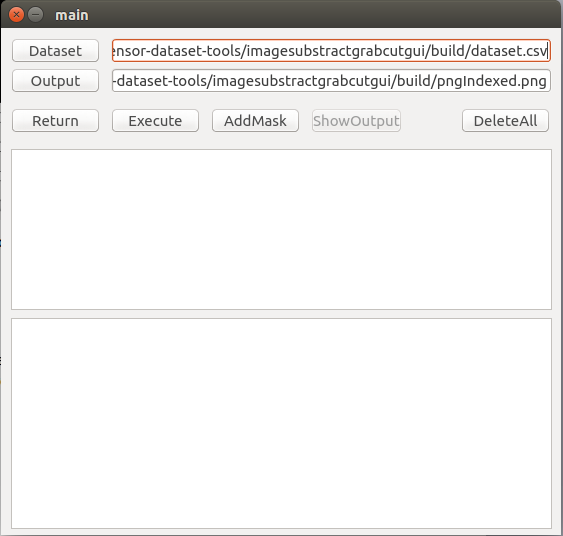 main
Dataset ensor-dataset-tools/imagesubstractgrabcutgui/build/dataset.csv
Output -dataset-tools/imagesubstractgrabcutgui/build/pngIndexed.png
Return Execute AddMask ShowOutput DeleteAll